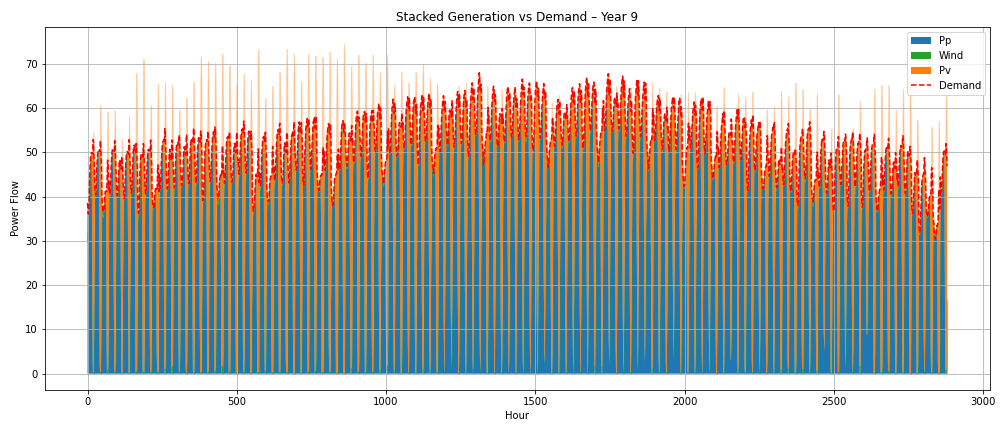 Stacked Generation vs Demand – Year 9
Pp
Wind
Pv
Demand
Power Flow
70
60
50
40
30
20
10
0
0 500 1000 1500 2000 2500 3000
Hour